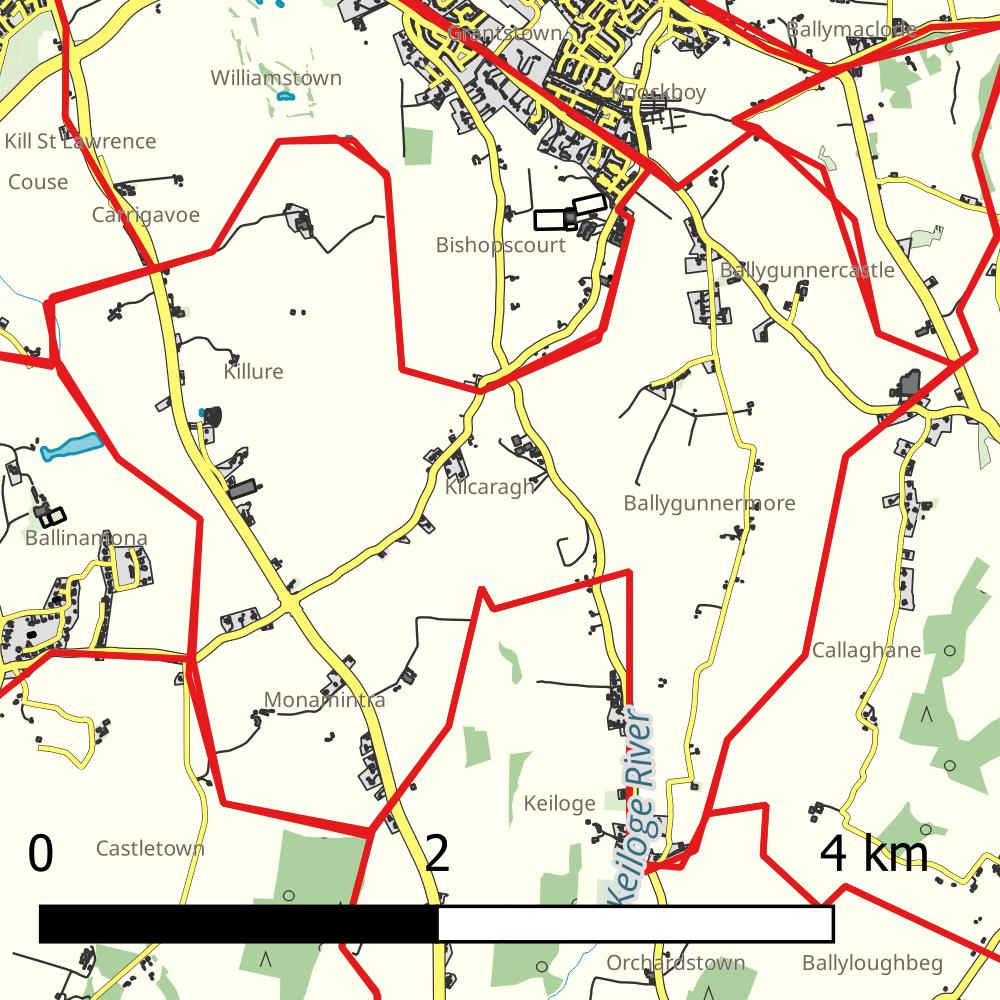 Ballymaclode
Grantstown
Williamstown
Knockboy
Kill St Lawrence
Couse
Carrigavoe
Bishopscourt
Ballygunnercastle
Killure
Kilcaragh
Ballygunnermore
Ballinamona
Callaghane
Monamintra
Keiloge River
Keiloge
Castletown
0 2 4 km
Orchardstown
Ballyloughbeg